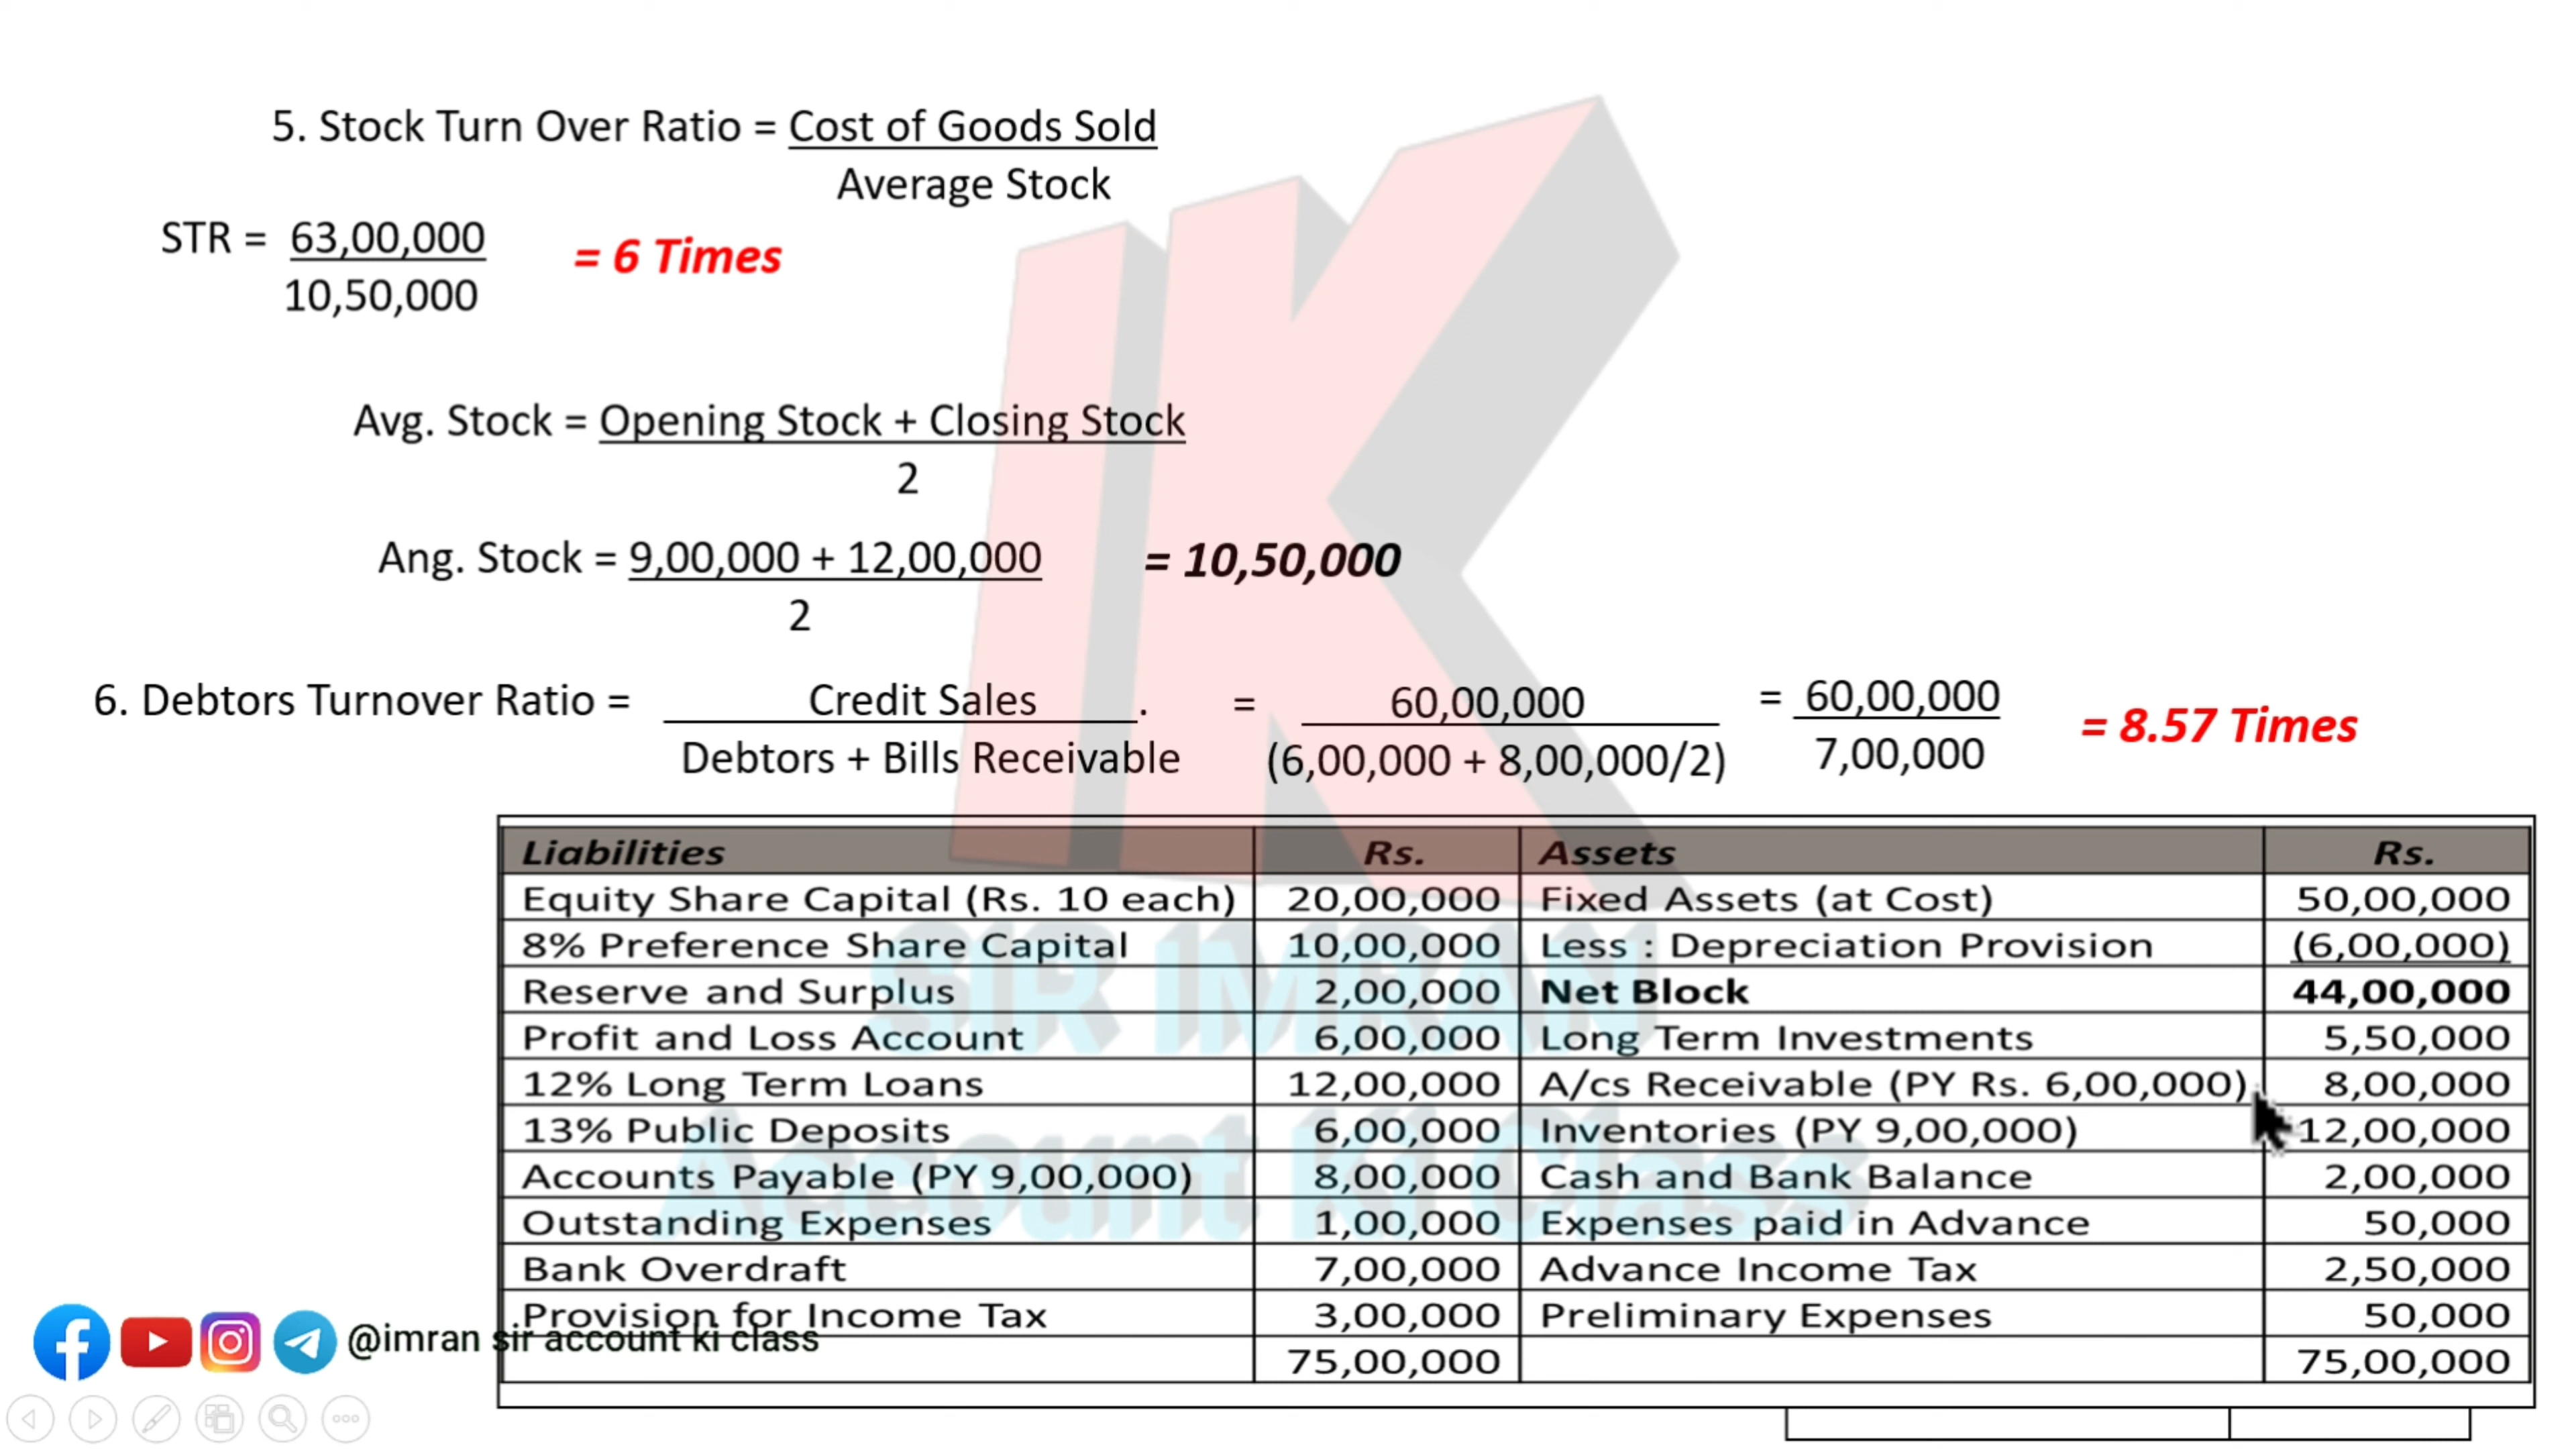 5. Stock Turn Over Ratio = Cost of Goods Sold
Average Stock
STR = 63,00,000 = 6 Times
10,50,000
Avg. Stock = Opening Stock + Closing Stock
2
Ang. Stock = 9,00,000 + 12,00,000 = 10,50,000
2
6. Debtors Turnover Ratio = Credit Sales . = 60,00,000 = 60,00,000 = 8.57 Times
Debtors + Bills Receivable (6,00,000 + 8,00,000/2) 7,00,000
Liabilities Rs. Assets Rs.
Equity Share Capital (Rs. 10 each) 20,00,000 Fixed Assets (at Cost) 50,00,000
8% Preference Share Capital 10,00,000 Less : Depreciation Provision (6,00,000)
Reserve and Surplus 2,00,000 Net Block 44,00,000
Profit and Loss Account 6,00,000 Long Term Investments 5,50,000
12% Long Term Loans 12,00,000 A/cs Receivable (PY Rs. 6,00,000) 8,00,000
13% Public Deposits 6,00,000 Inventories (PY 9,00,000) 12,00,000
Accounts Payable (PY 9,00,000) 8,00,000 Cash and Bank Balance 2,00,000
Outstanding Expenses 1,00,000 Expenses paid in Advance 50,000
Bank Overdraft 7,00,000 Advance Income Tax 2,50,000
Provision for Income Tax 3,00,000 Preliminary Expenses 50,000
75,00,000 75,00,000
@imran sir account ki class
SIR IMRAN
Account Ki Class